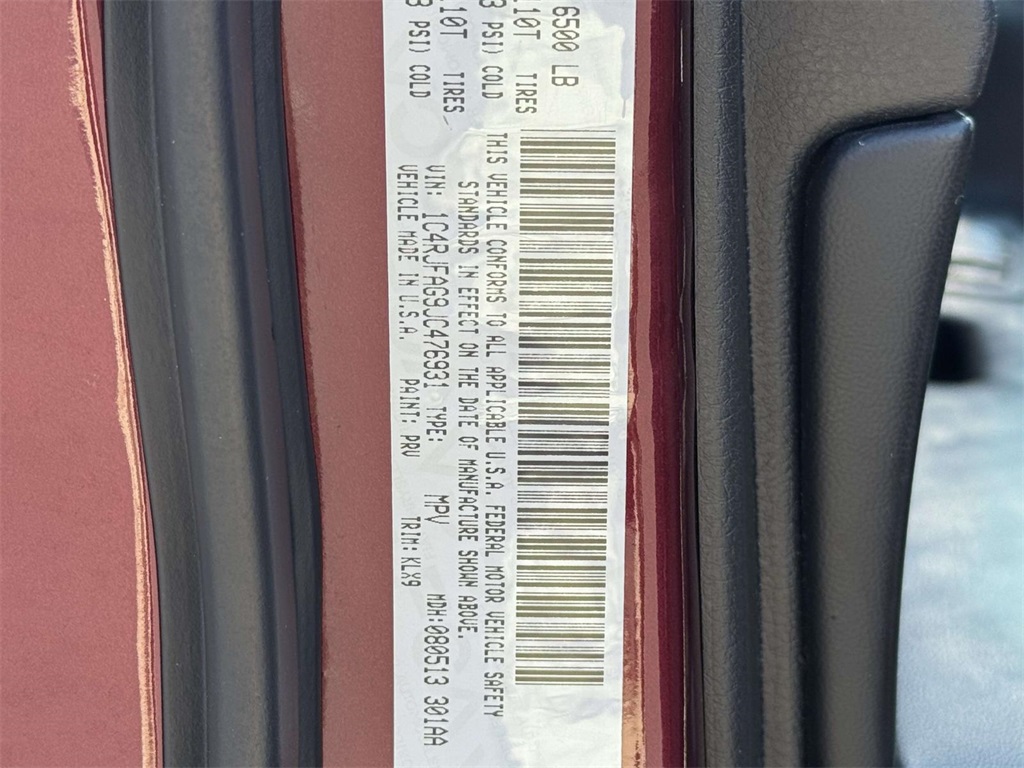 6500 LB
.10T TIRES
3 PSI) COLD
.10T TIRES
3 PSI) COLD
THIS VEHICLE CONFORMS TO ALL APPLICABLE U.S.A. FEDERAL MOTOR VEHICLE SAFETY
STANDARDS IN EFFECT ON THE DATE OF MANUFACTURE SHOWN ABOVE.
VIN: 1C4RJFAG9JC476931 TYPE: MPV MDH:080513 301AA
VEHICLE MADE IN U.S.A. PAINT: PRV TRIM:KLX9